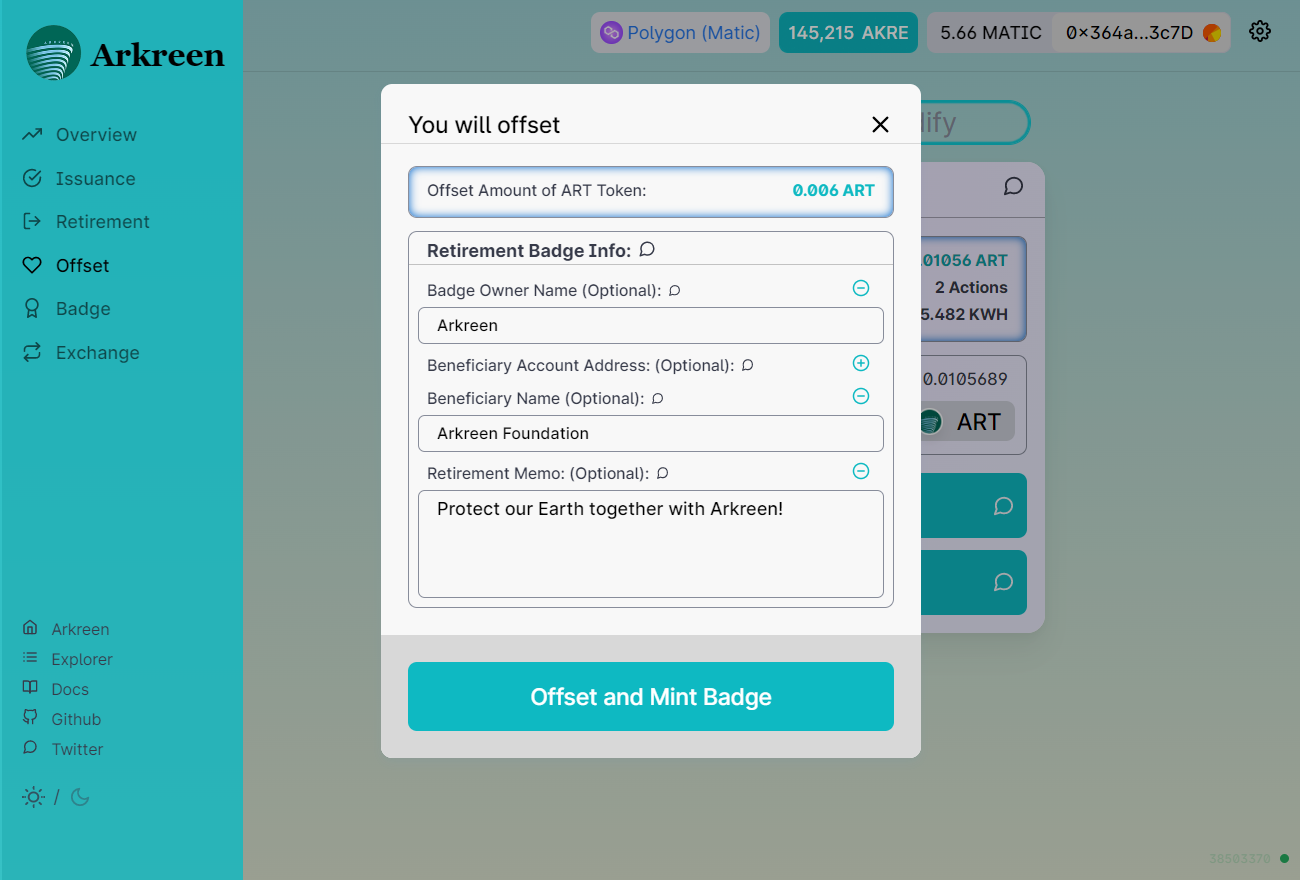 Arkreen
Polygon (Matic)
145,215 AKRE
5.66 MATIC
0x364a...3c7D
Overview
Issuance
Retirement
Offset
Badge
Exchange
You will offset
Offset Amount of ART Token:
0.006 ART
Retirement Badge Info:
Badge Owner Name (Optional):
Arkreen
Beneficiary Account Address: (Optional):
Beneficiary Name (Optional):
Arkreen Foundation
Retirement Memo: (Optional):
Protect our Earth together with Arkreen!
Offset and Mint Badge
.01056 ART
2 Actions
5.482 KWH
0.0105689
ART
Arkreen
Explorer
Docs
Github
Twitter
/
38503370